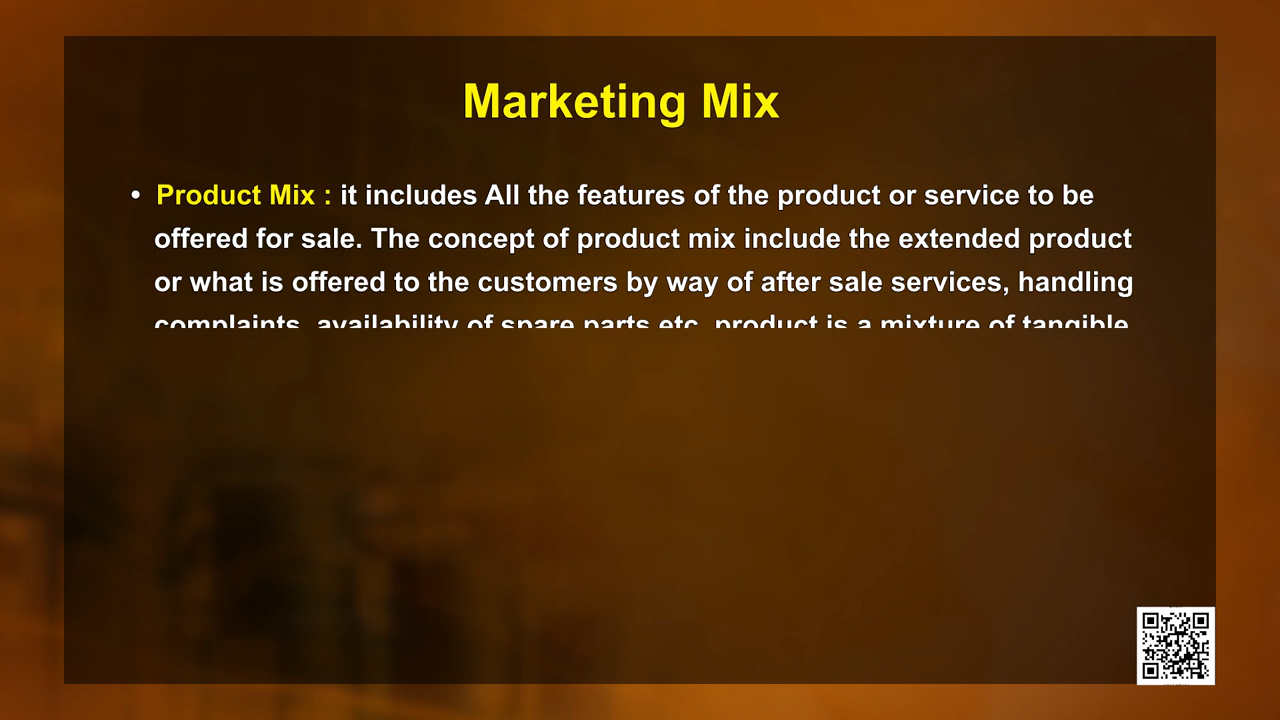 Marketing Mix
• Product Mix : it includes All the features of the product or service to be
offered for sale. The concept of product mix include the extended product
or what is offered to the customers by way of after sale services, handling
complaints, availability of spare parts etc. product is a mixture of tangible